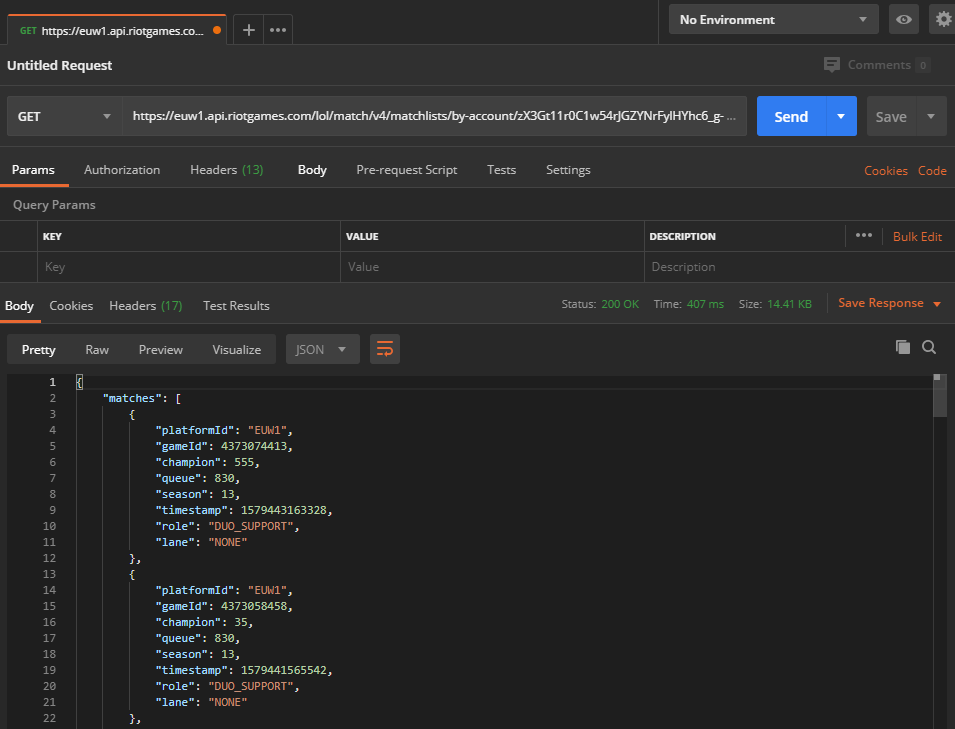 GET https://euw1.api.riotgames.co... + ••• No Environment
Untitled Request Comments 0
GET https://euw1.api.riotgames.com/lol/match/v4/matchlists/by-account/zX3Gt11r0C1w54rJGZYNrFylHYhc6_g- ... Send Save
Params Authorization Headers (13) Body Pre-request Script Tests Settings Cookies Code
Query Params
KEY VALUE DESCRIPTION ••• Bulk Edit
Key Value Description
Body Cookies Headers (17) Test Results Status: 200 OK Time: 407 ms Size: 14.41 KB Save Response
Pretty Raw Preview Visualize JSON
1 {
2 "matches": [
3 {
4 "platformId": "EUW1",
5 "gameId": 4373074413,
6 "champion": 555,
7 "queue": 830,
8 "season": 13,
9 "timestamp": 1579443163328,
10 "role": "DUO_SUPPORT",
11 "lane": "NONE"
12 },
13 {
14 "platformId": "EUW1",
15 "gameId": 4373058458,
16 "champion": 35,
17 "queue": 830,
18 "season": 13,
19 "timestamp": 1579441565542,
20 "role": "DUO_SUPPORT",
21 "lane": "NONE"
22 },